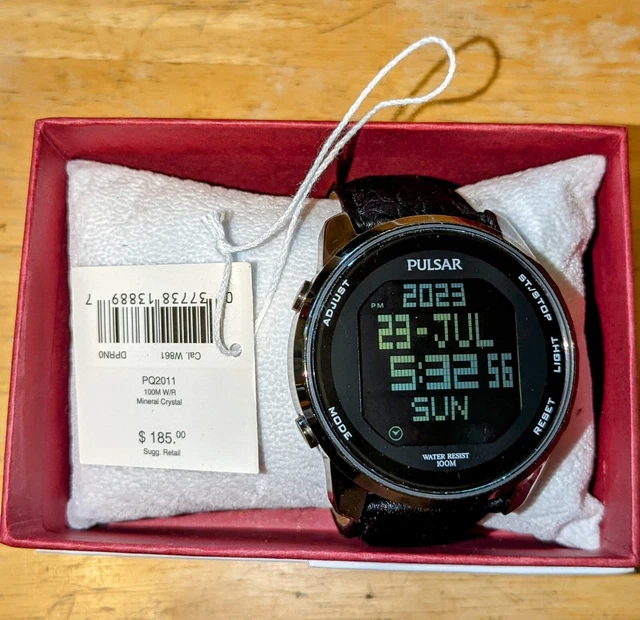 0 37738 13889 7
Cal. W861 DPRN0
PQ2011
100M W/R
Mineral Crystal
$ 185.00
Sugg. Retail
PULSAR
ADJUST
ST./STOP
LIGHT
RESET
MODE
2023
PM
23-JUL
5:32 56
SUN
WATER RESIST
100M